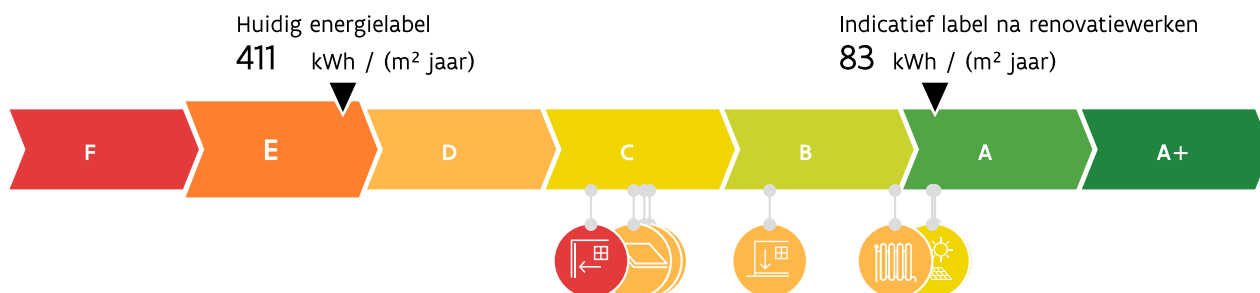 Huidig energielabel
411 kWh / (m² jaar)
Indicatief label na renovatiewerken
83 kWh / (m² jaar)
F E D C B A A+